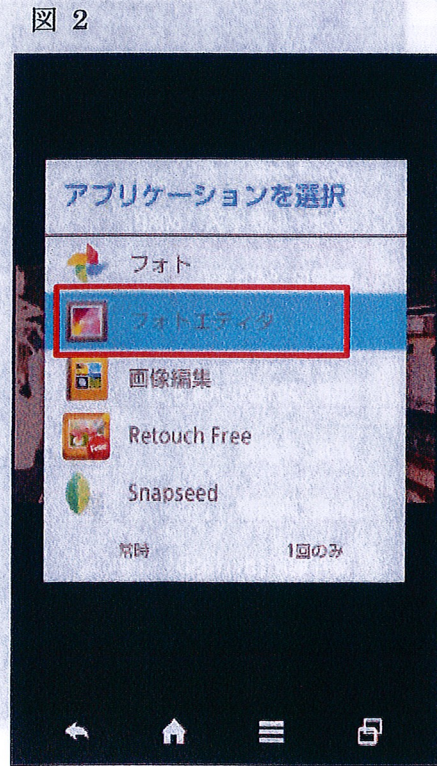 図 2
アプリケーションを選択
フォト
フォトエディタ
画像編集
Retouch Free
Free
Snapseed
常時
1回のみ